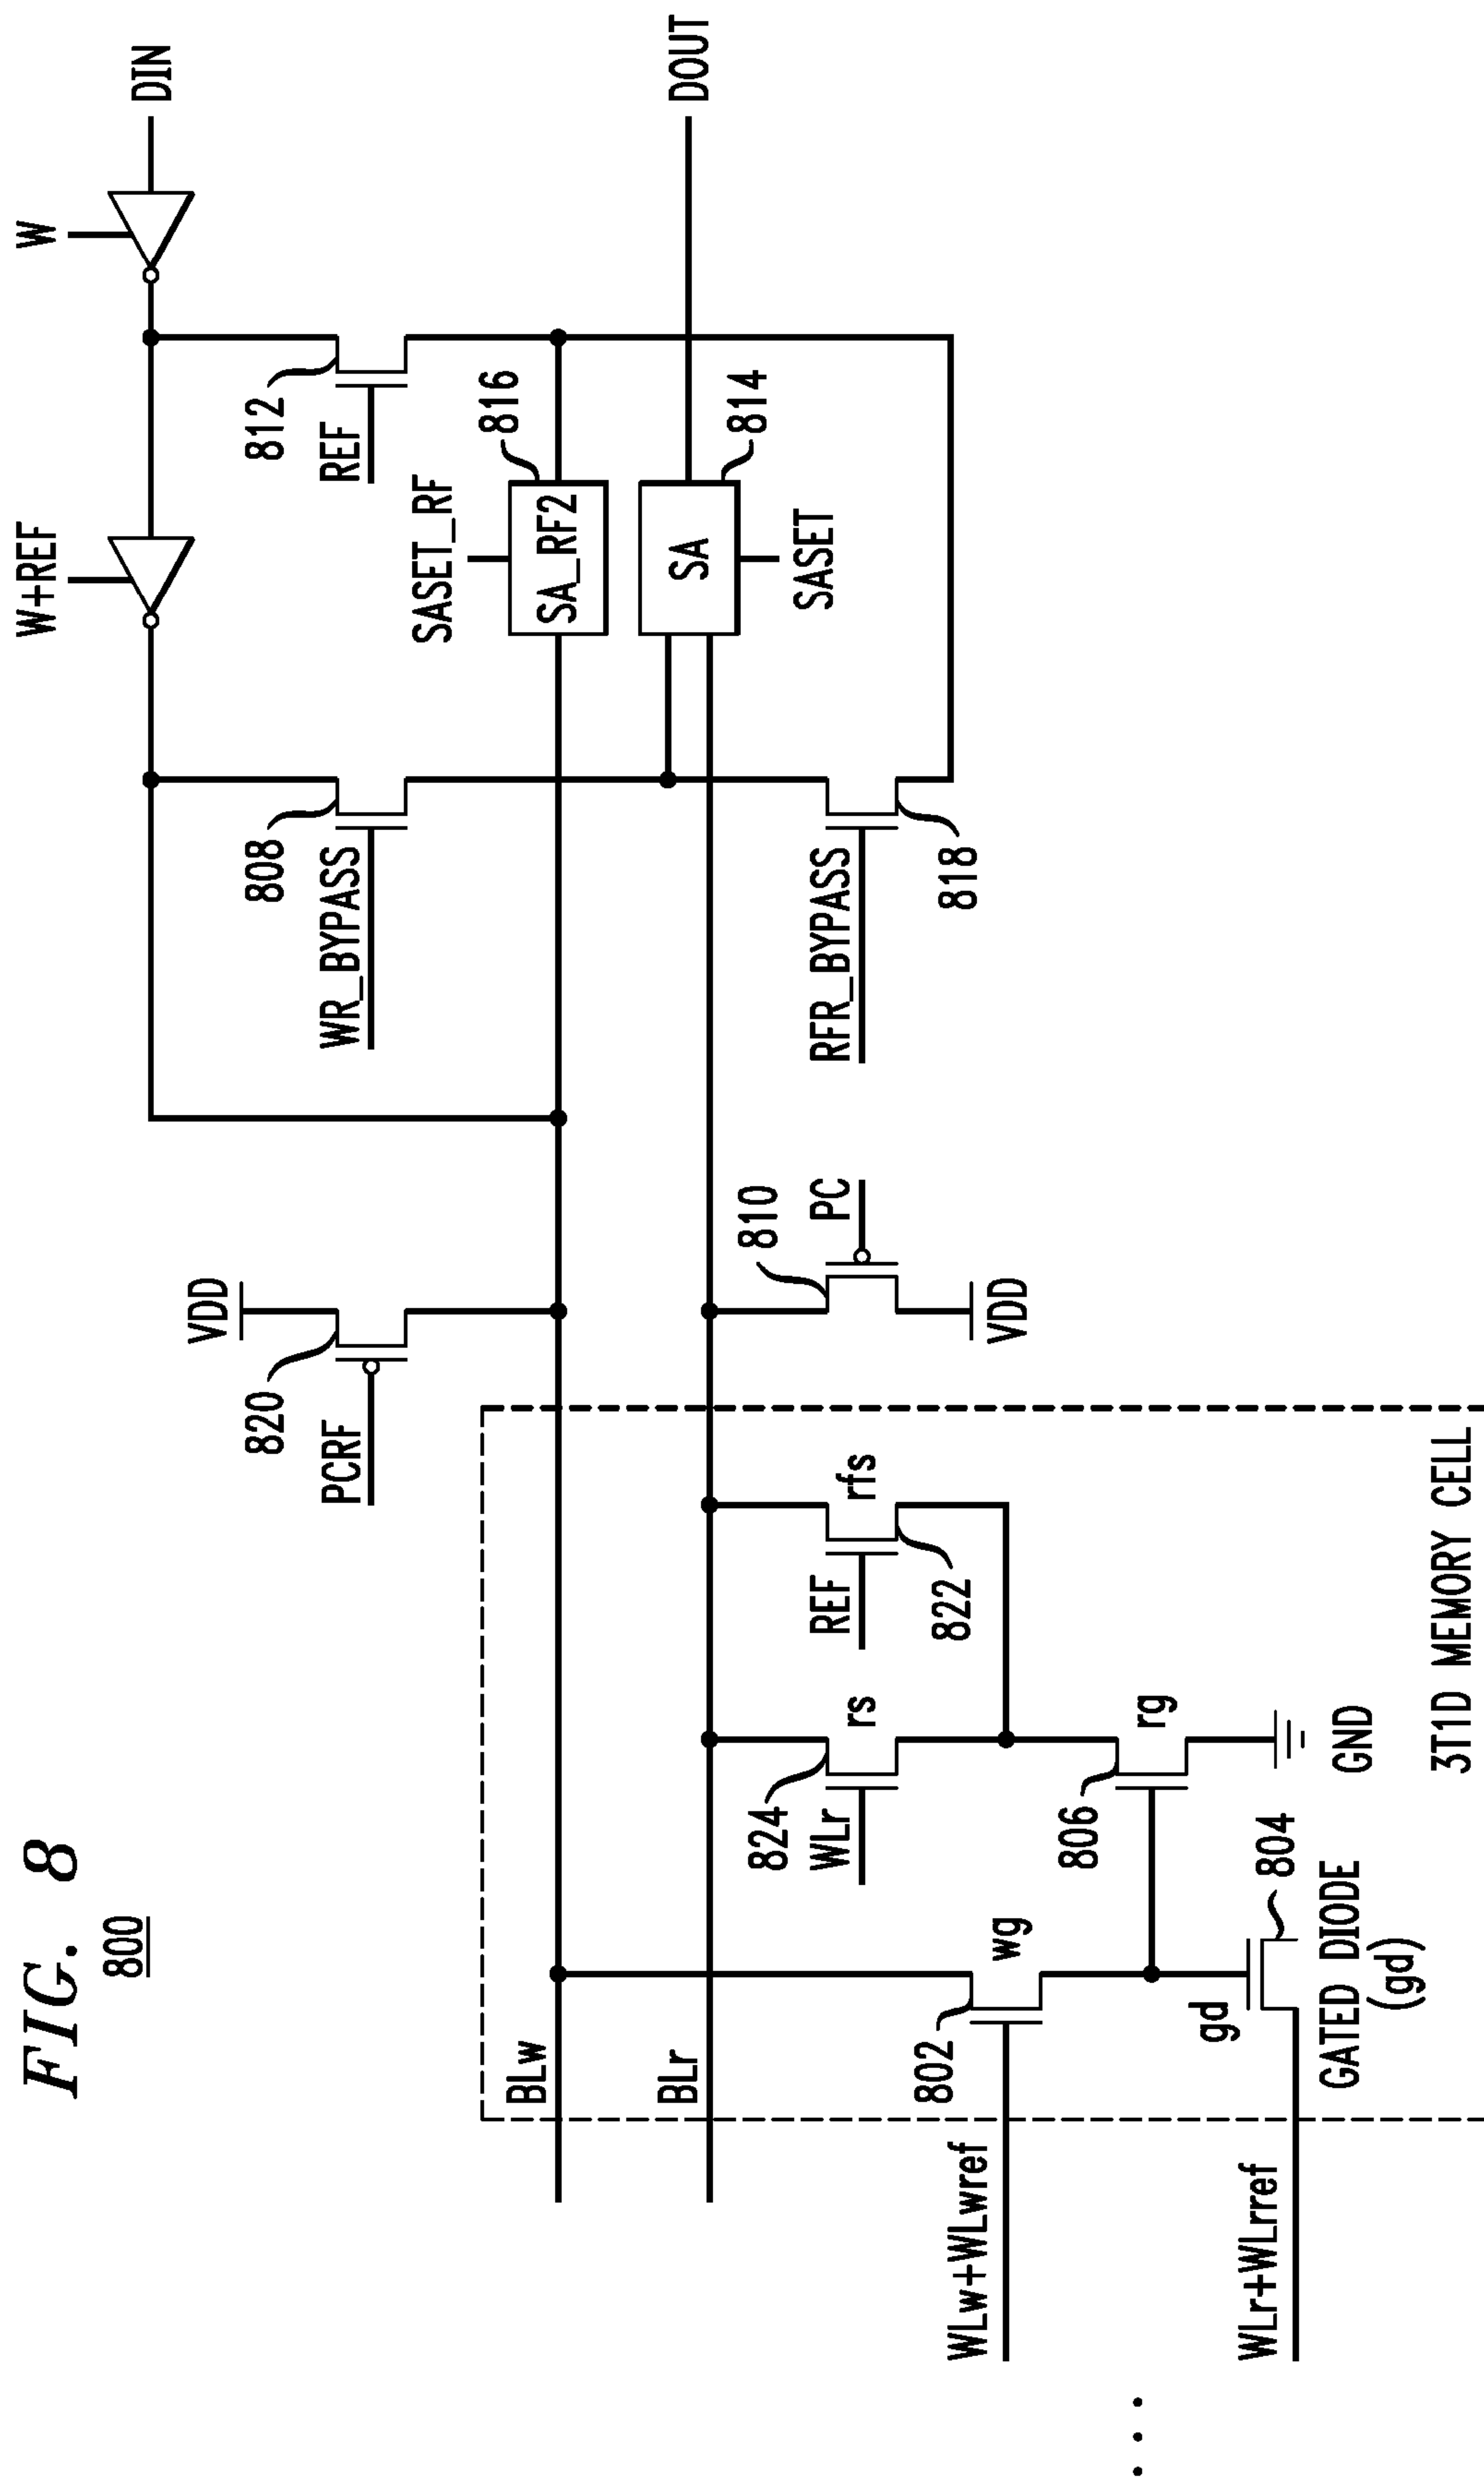 FIG. 8
800
W+REF
W
DIN
VDD
820
PCRF
808
WR_BYPASS
812
REF
SASET_RF
816
SA_RF2
SA
814
SASET
DOUT
BLw
BLr
810
PC
VDD
RFR_BYPASS
818
824
WLr
rs
REF
rfs
822
WLw+WLwref
802
wg
806
rg
GND
WLr+WLrref
gd
804
GATED DIODE
(gd)
3T1D MEMORY CELL